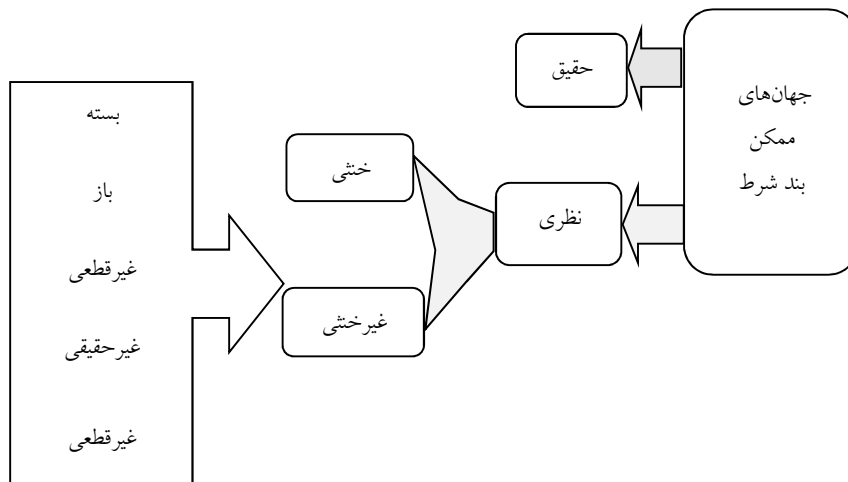 جهان‌های
ممکن
بند شرط
حقیق
نظری
خنثی
غیرخنثی
بسته
باز
غیرقطعی
غیرحقیقی
غیرقطعی